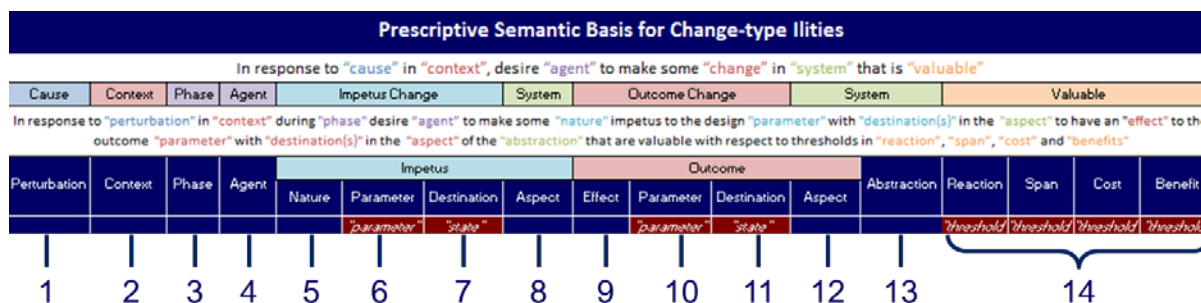 Prescriptive Semantic Basis for Change-type Ilities
In response to "cause" in "context", desire "agent" to make some "change" in "system" that is "valuable"
Cause Context Phase Agent Impetus Change System Outcome Change System Valuable
In response to "perturbation" in "context" during "phase" desire "agent" to make some "nature" impetus to the design "parameter" with "destination(s)" in the "aspect" to have an "effect" to the
outcome "parameter" with "destination(s)" in the "aspect" of the "abstraction" that are valuable with respect to thresholds in "reaction", "span", "cost" and "benefits"
Impetus Outcome
Perturbation Context Phase Agent Nature Parameter Destination Aspect Effect Parameter Destination Aspect Abstraction Reaction Span Cost Benefit
"parameter" "state" "parameter" "state" "threshold" "threshold" "threshold" "threshold"
1 2 3 4 5 6 7 8 9 10 11 12 13 14